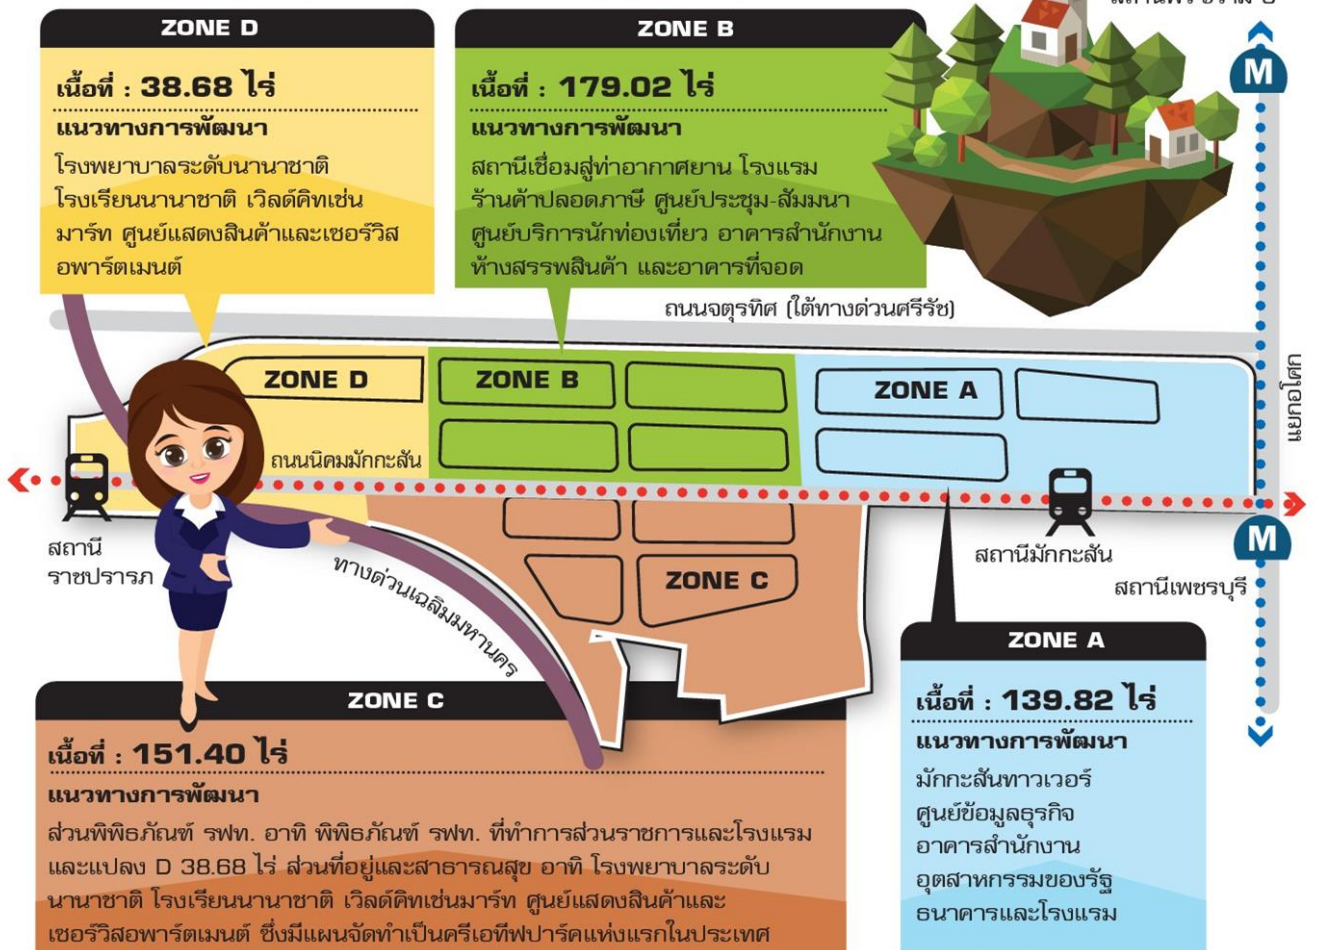 ZONE D
เนื้อที่ : 38.68 ไร่
แนวทางการพัฒนา
โรงพยาบาลระดับนานาชาติ
โรงเรียนนานาชาติ เวิลด์คิทเช่น
มาร์ท ศูนย์แสดงสินค้าและเซอร์วิส
อพาร์ตเมนต์
ZONE B
เนื้อที่ : 179.02 ไร่
แนวทางการพัฒนา
สถานีเชื่อมสู่ท่าอากาศยาน โรงแรม
ร้านค้าปลอดภาษี ศูนย์ประชุม-สัมมนา
ศูนย์บริการนักท่องเที่ยว อาคารสำนักงาน
ห้างสรรพสินค้า และอาคารที่จอด
M
ถนนจตุรทิศ (ใต้ทางด่วนศรีรัช)
ZONE D
ZONE B
ZONE A
แยกอโศก
ถนนนิคมมักกะสัน
สถานี
ราชปรารภ
ทางด่วนเฉลิมมหานคร
ZONE C
สถานีมักกะสัน
M
สถานีเพชรบุรี
ZONE C
เนื้อที่ : 151.40 ไร่
แนวทางการพัฒนา
ส่วนพิพิธภัณฑ์ รฟท. อาทิ พิพิธภัณฑ์ รฟท. ที่ทำการส่วนราชการและโรงแรม
และแปลง D 38.68 ไร่ ส่วนที่อยู่และสาธารณสุข อาทิ โรงพยาบาลระดับ
นานาชาติ โรงเรียนนานาชาติ เวิลด์คิทเช่นมาร์ท ศูนย์แสดงสินค้าและ
เซอร์วิสอพาร์ตเมนต์ ซึ่งมีแผนจัดทำเป็นครีเอทีฟปาร์คแห่งแรกในประเทศ
ZONE A
เนื้อที่ : 139.82 ไร่
แนวทางการพัฒนา
มักกะสันทาวเวอร์
ศูนย์ข้อมูลธุรกิจ
อาคารสำนักงาน
อุตสาหกรรมของรัฐ
ธนาคารและโรงแรม